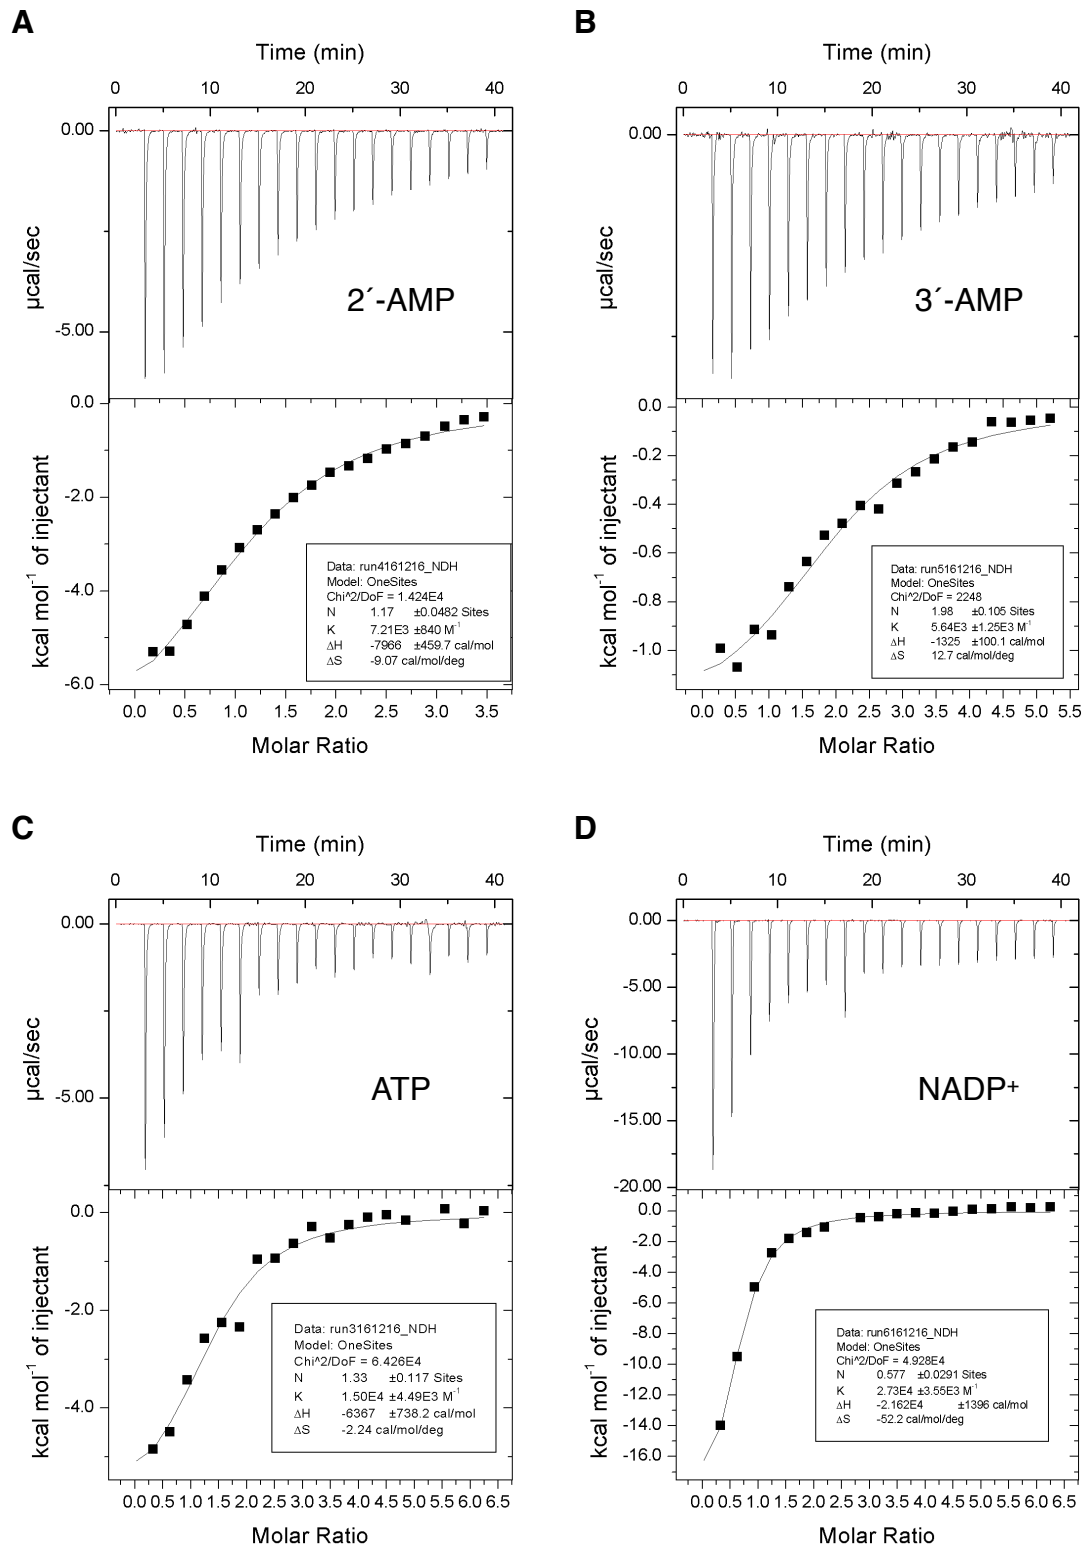 A
Time (min)
0 10 20 30 40
0.00
-5.00
µcal/sec
2´-AMP
0.0
-2.0
-4.0
-6.0
kcal mol-1 of injectant
Data: run4161216_NDH
Model: OneSites
Chi^2/DoF = 1.424E4
N 1.17 ±0.0482 Sites
K 7.21E3 ±840 M-1
ΔH -7966 ±459.7 cal/mol
ΔS -9.07 cal/mol/deg
0.0 0.5 1.0 1.5 2.0 2.5 3.0 3.5
Molar Ratio
B
Time (min)
0 10 20 30 40
0.00
µcal/sec
3´-AMP
0.0
-0.2
-0.4
-0.6
-0.8
-1.0
kcal mol-1 of injectant
Data: run5161216_NDH
Model: OneSites
Chi^2/DoF = 2248
N 1.98 ±0.105 Sites
K 5.64E3 ±1.25E3 M-1
ΔH -1325 ±100.1 cal/mol
ΔS 12.7 cal/mol/deg
0.0 0.5 1.0 1.5 2.0 2.5 3.0 3.5 4.0 4.5 5.0 5.5
Molar Ratio
C
Time (min)
0 10 20 30 40
0.00
-5.00
µcal/sec
ATP
0.0
-2.0
-4.0
kcal mol-1 of injectant
Data: run3161216_NDH
Model: OneSites
Chi^2/DoF = 6.426E4
N 1.33 ±0.117 Sites
K 1.50E4 ±4.49E3 M-1
ΔH -6367 ±738.2 cal/mol
ΔS -2.24 cal/mol/deg
0.0 0.5 1.0 1.5 2.0 2.5 3.0 3.5 4.0 4.5 5.0 5.5 6.0 6.5
Molar Ratio
D
Time (min)
0 10 20 30 40
0.00
-5.00
-10.00
-15.00
-20.00
µcal/sec
NADP+
0.0
-2.0
-4.0
-6.0
-8.0
-10.0
-12.0
-14.0
-16.0
kcal mol-1 of injectant
Data: run6161216_NDH
Model: OneSites
Chi^2/DoF = 4.928E4
N 0.577 ±0.0291 Sites
K 2.73E4 ±3.55E3 M-1
ΔH -2.162E4 ±1396 cal/mol
ΔS -52.2 cal/mol/deg
0.0 0.5 1.0 1.5 2.0 2.5 3.0 3.5 4.0 4.5 5.0 5.5 6.0 6.5
Molar Ratio